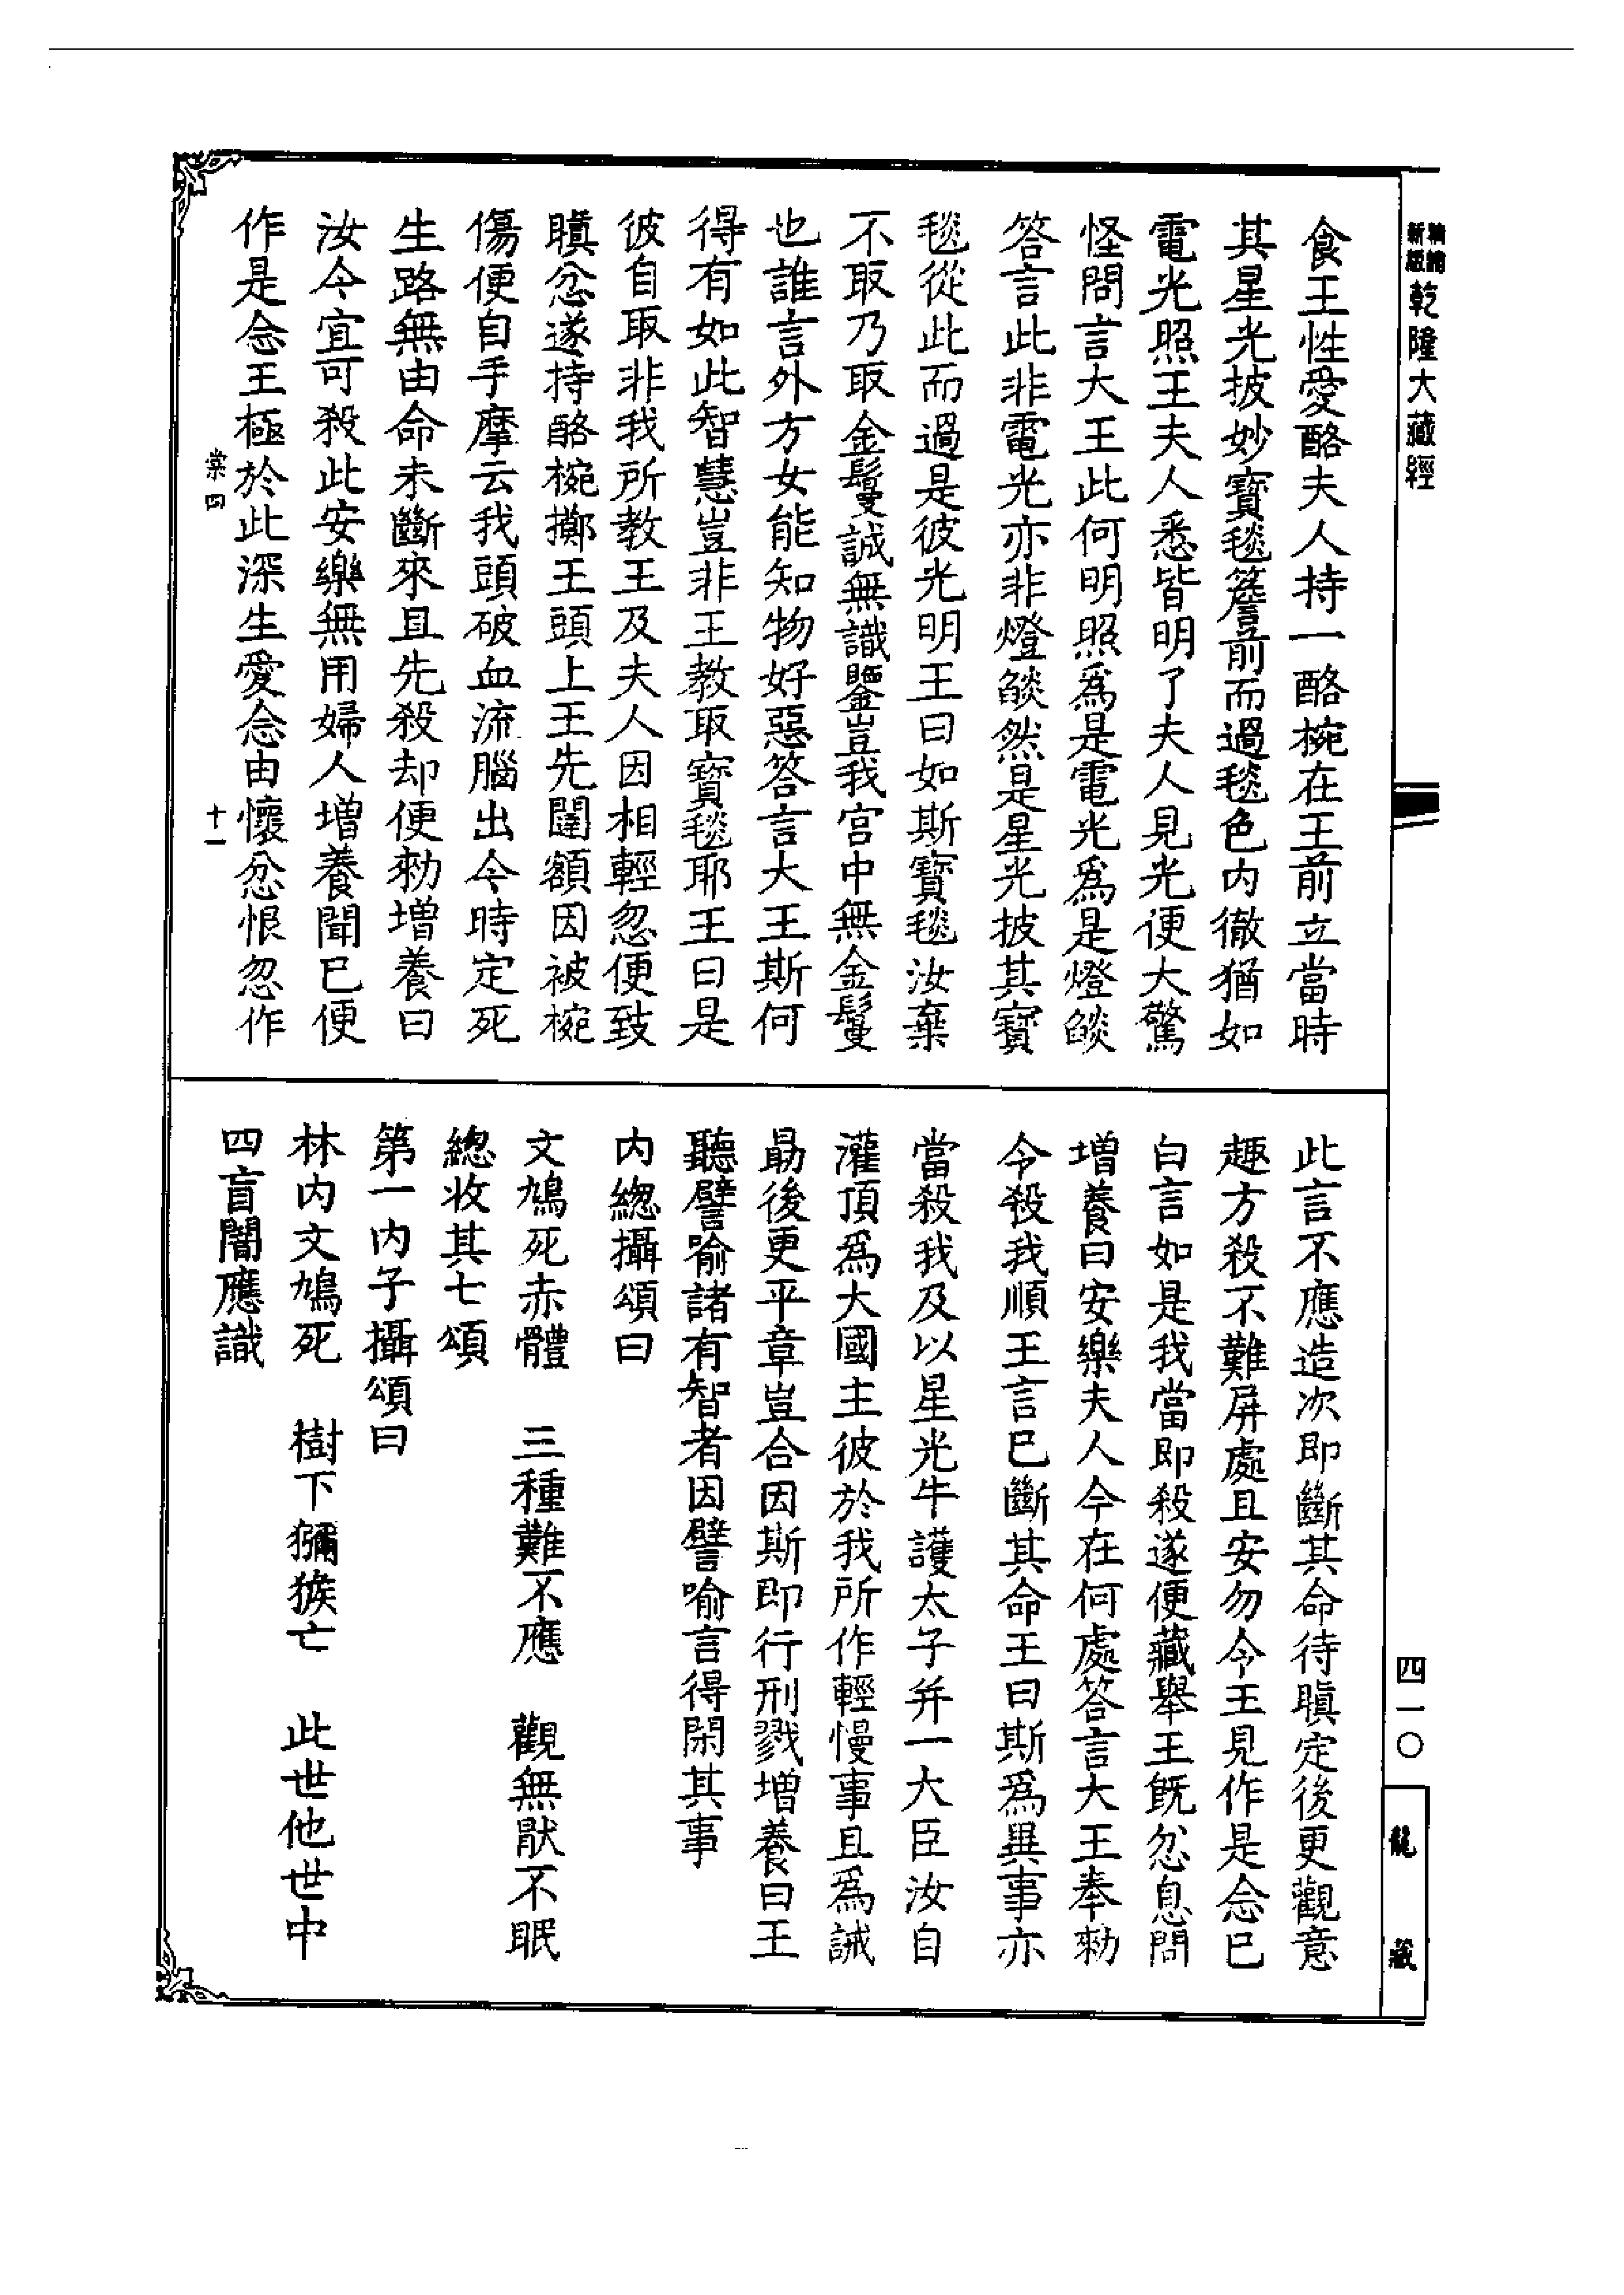 精補
新版
乾隆大藏經
食王性愛酪夫人持一酪椀在王前立當時
其星光披妙寶毯簷前而過毯色內徹猶如
電光照王夫人悉皆明了夫人見光便大驚
怪問言大王此何明照爲是電光爲是燈燄
答言此非電光亦非燈燄然是星光披其寶
毯從此而過是彼光明王曰如斯寶毯汝棄
不取乃取金鬘誠無識鑒豈我宮中無金鬘
也誰言外方女能知物好惡答言大王斯何
得有如此智慧豈非王教取寶毯耶王曰是
彼自取非我所教王及夫人因相輕忽便致
瞋忿遂持酪椀擲王頭上王先闊額因被椀
傷便自手摩云我頭破血流腦出今時定死
生路無由命未斷來且先殺却便勑增養曰
汝今宜可殺此安樂無用婦人增養聞已便
作是念王極於此深生愛念由懷忿恨忽作
棠四
十一
此言不應造次即斷其命待瞋定後更觀意
趣方殺不難屏處且安勿令王見作是念已
白言如是我當即殺遂便藏舉王旣忿息問
增養曰安樂夫人今在何處答言大王奉勑
令殺我順王言已斷其命王曰斯爲異事亦
當殺我及以星光牛護太子并一大臣汝自
灌頂爲大國主彼於我所作輕慢事且爲誡
勗後更平章豈合因斯即行刑戮增養曰王
聽譬喻諸有智者因譬喻言得閑其事
內緫攝頌曰
文鳩死赤體　三種難不應　觀無猒不眠
緫收其七頌
第一內子攝頌曰
林內文鳩死　樹下獼猴亡　此世他世中
四盲闇應識
四一〇
龍藏